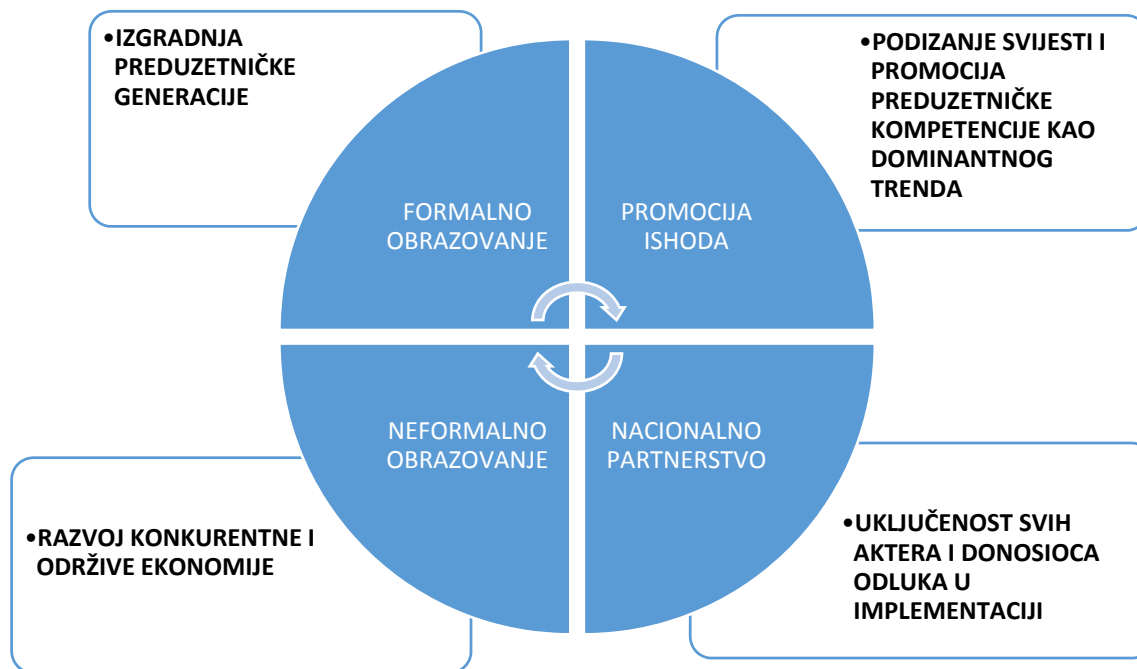 •IZGRADNJA
PREDUZETNIČKE
GENERACIJE
•PODIZANJE SVIJESTI I
PROMOCIJA
PREDUZETNIČKE
KOMPETENCIJE KAO
DOMINANTNOG
TRENDA
FORMALNO
OBRAZOVANJE
PROMOCIJA
ISHODA
NEFORMALNO
OBRAZOVANJE
NACIONALNO
PARTNERSTVO
•RAZVOJ KONKURENTNE I
ODRŽIVE EKONOMIJE
•UKLJUČENOST SVIH
AKTERA I DONOSIOCA
ODLUKA U
IMPLEMENTACIJI